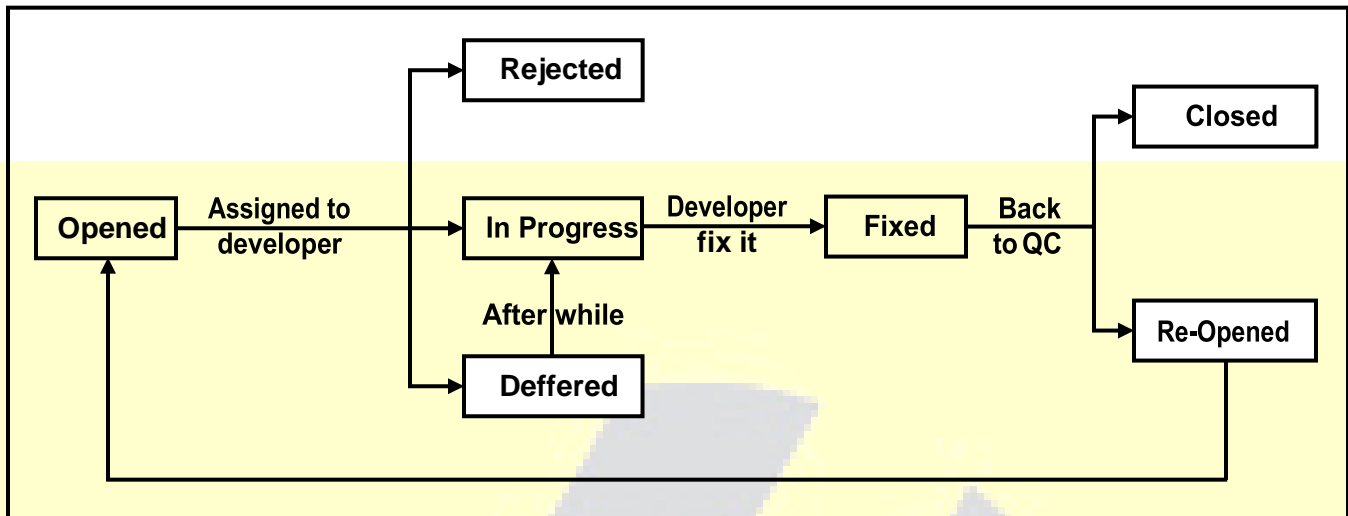 Rejected
Closed
Opened
Assigned to
developer
In Progress
Developer
fix it
Fixed
Back
to QC
After while
Re-Opened
Deffered